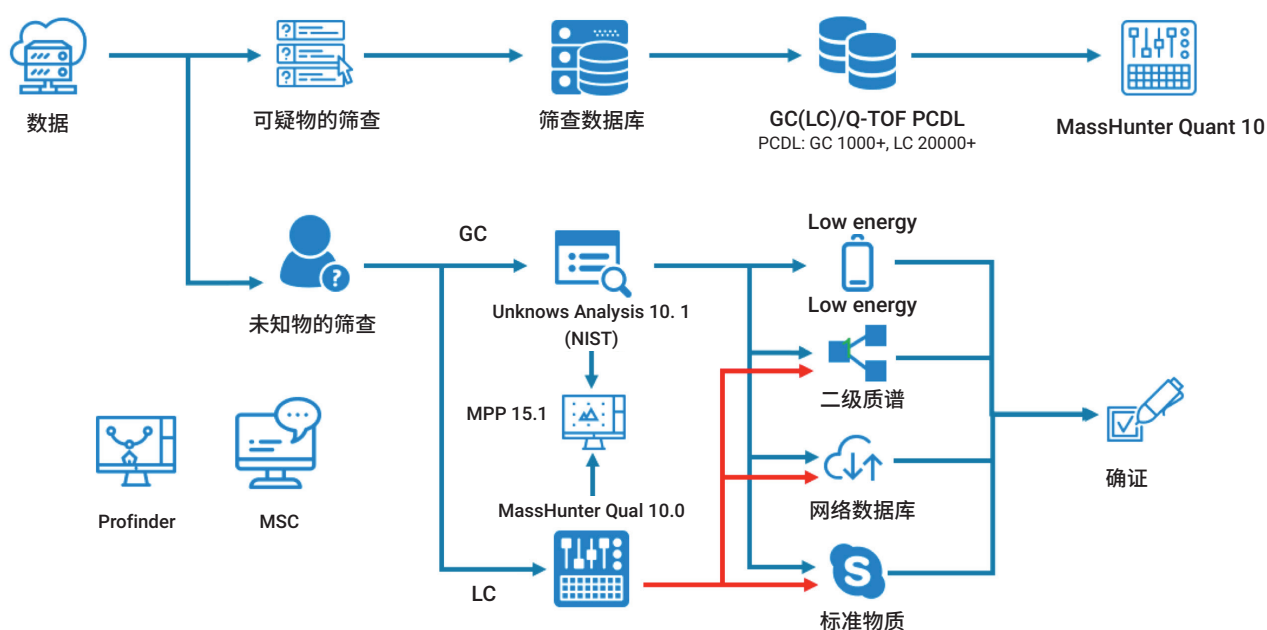 数据
可疑物的筛查
筛查数据库
GC(LC)/Q-TOF PCDL
PCDL: GC 1000+, LC 20000+
MassHunter Quant 10
未知物的筛查
GC
Unknows Analysis 10. 1
(NIST)
MPP 15.1
MassHunter Qual 10.0
LC
Low energy
Low energy
二级质谱
网络数据库
S
标准物质
确证
Profinder
MSC